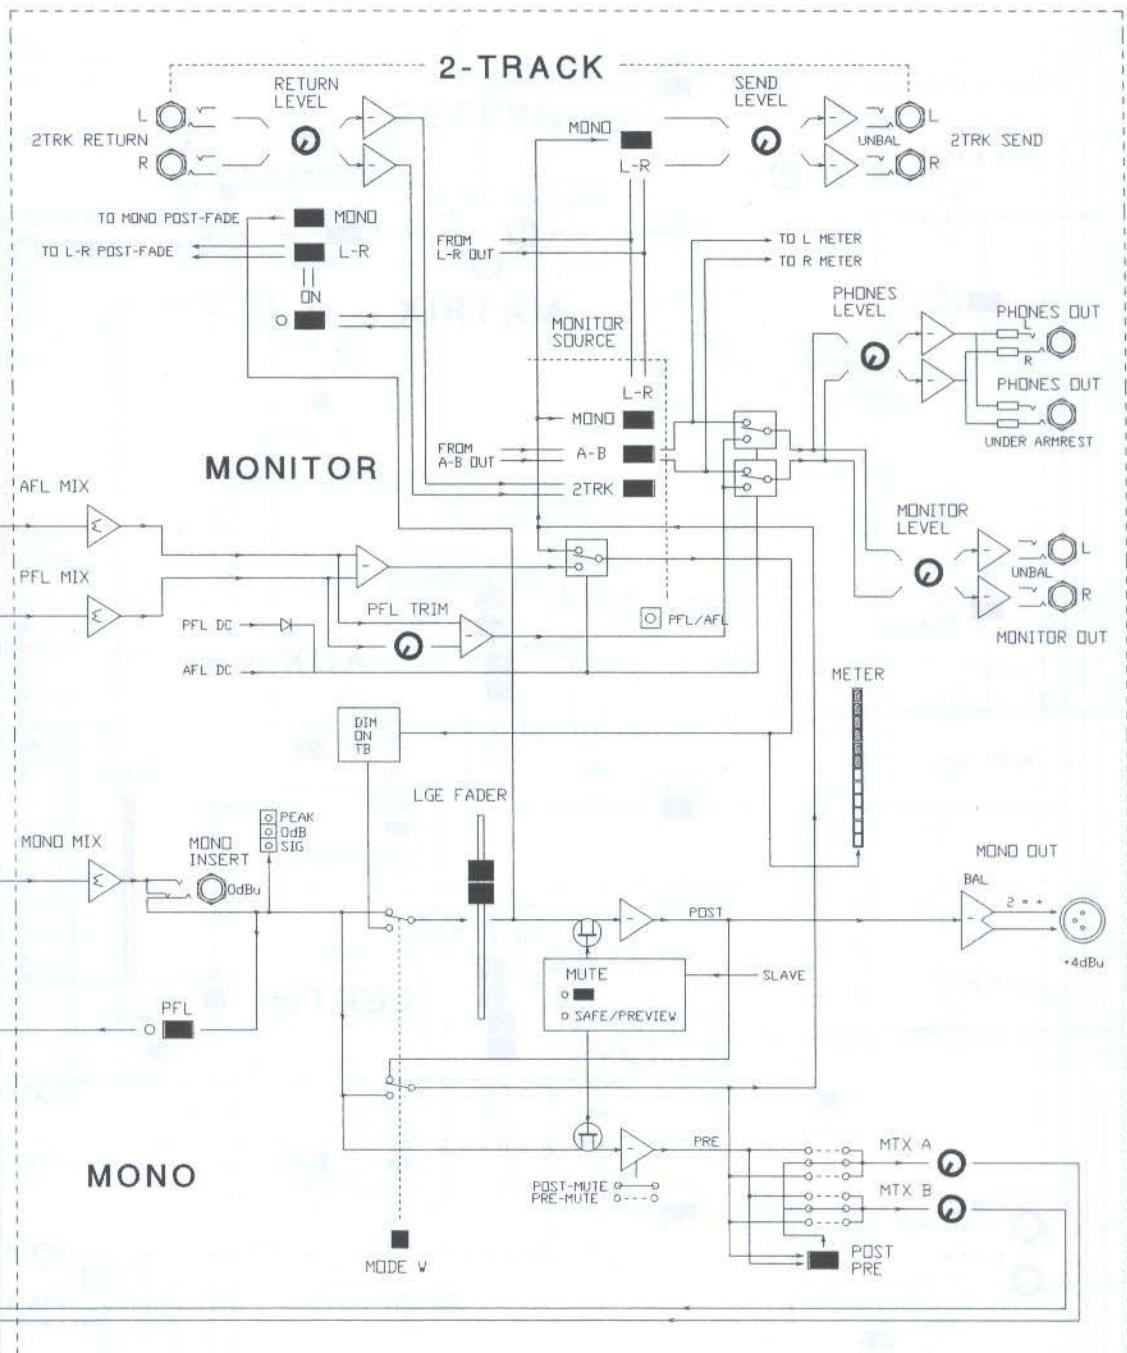 2-TRACK
RETURN
LEVEL
SEND
LEVEL
L
2TRK RETURN
R
MONO
L-R
UNBAL
L
2TRK SEND
R
TO MONO POST-FADE
MONO
TO L-R POST-FADE
L-R
ON
FROM
L-R OUT
TO L METER
TO R METER
MONITOR
SOURCE
PHONES
LEVEL
PHONES OUT
L
R
PHONES OUT
UNDER ARMREST
L-R
MONO
FROM
A-B OUT
A-B
2TRK
MONITOR
AFL MIX
PFL MIX
MONITOR
LEVEL
UNBAL
L
R
MONITOR OUT
Σ
Σ
PFL TRIM
PFL DC
AFL DC
PFL/AFL
METER
DIM
ON
TB
LGE FADER
PEAK
0dB
SIG
MONO MIX
Σ
MONO
INSERT
0dBu
MONO OUT
BAL
2 = +
+4dBu
POST
MUTE
SAFE/PREVIEW
SLAVE
PFL
MONO
PRE
POST-MUTE
PRE-MUTE
MTX A
MTX B
POST
PRE
MODE W